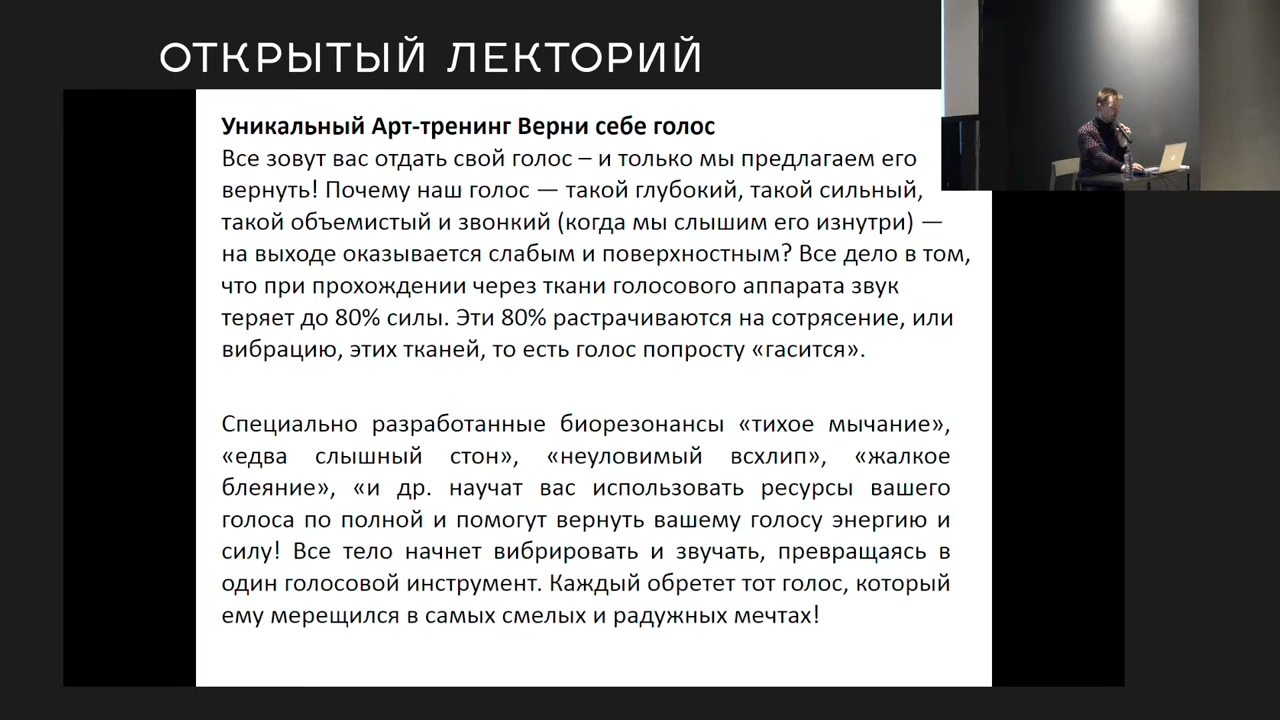 ОТКРЫТЫЙ ЛЕКТОРИЙ
Уникальный Арт-тренинг Верни себе голос
Все зовут вас отдать свой голос – и только мы предлагаем его
вернуть! Почему наш голос — такой глубокий, такой сильный,
такой объемистый и звонкий (когда мы слышим его изнутри) —
на выходе оказывается слабым и поверхностным? Все дело в том,
что при прохождении через ткани голосового аппарата звук
теряет до 80% силы. Эти 80% растрачиваются на сотрясение, или
вибрацию, этих тканей, то есть голос попросту «гасится».
Специально разработанные биорезонансы «тихое мычание»,
«едва слышный стон», «неуловимый всхлип», «жалкое
блеяние», «и др. научат вас использовать ресурсы вашего
голоса по полной и помогут вернуть вашему голосу энергию и
силу! Все тело начнет вибрировать и звучать, превращаясь в
один голосовой инструмент. Каждый обретет тот голос, который
ему мерещился в самых смелых и радужных мечтах!